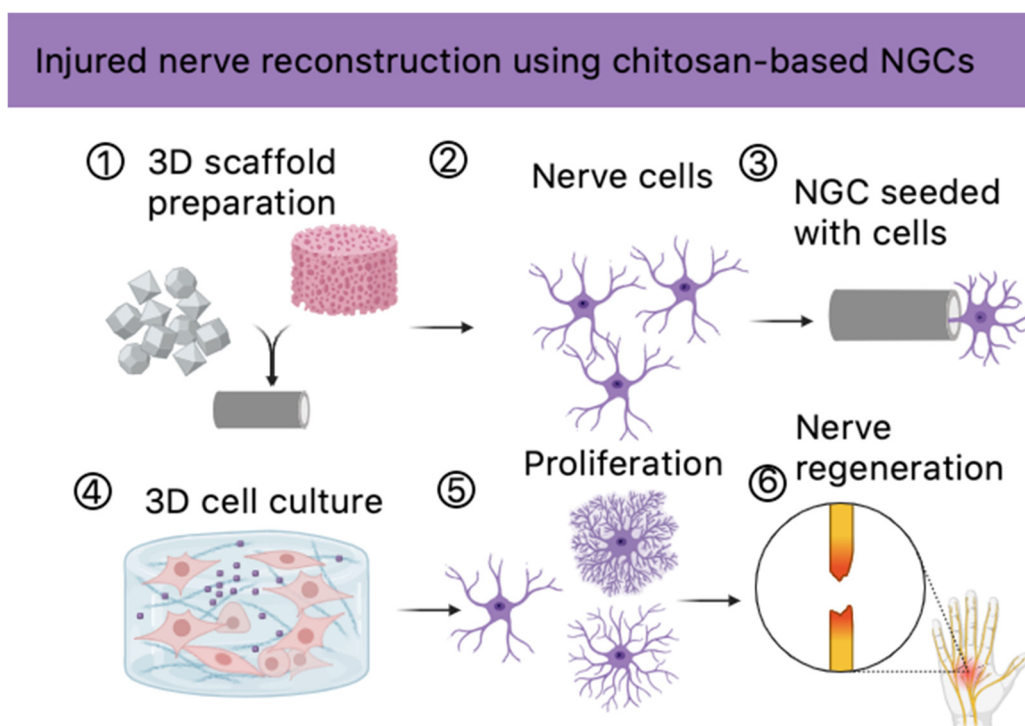 Injured nerve reconstruction using chitosan-based NGCs
① 3D scaffold
preparation
②
Nerve cells
③
NGC seeded
with cells
④ 3D cell culture
⑤
Proliferation
⑥
Nerve
regeneration